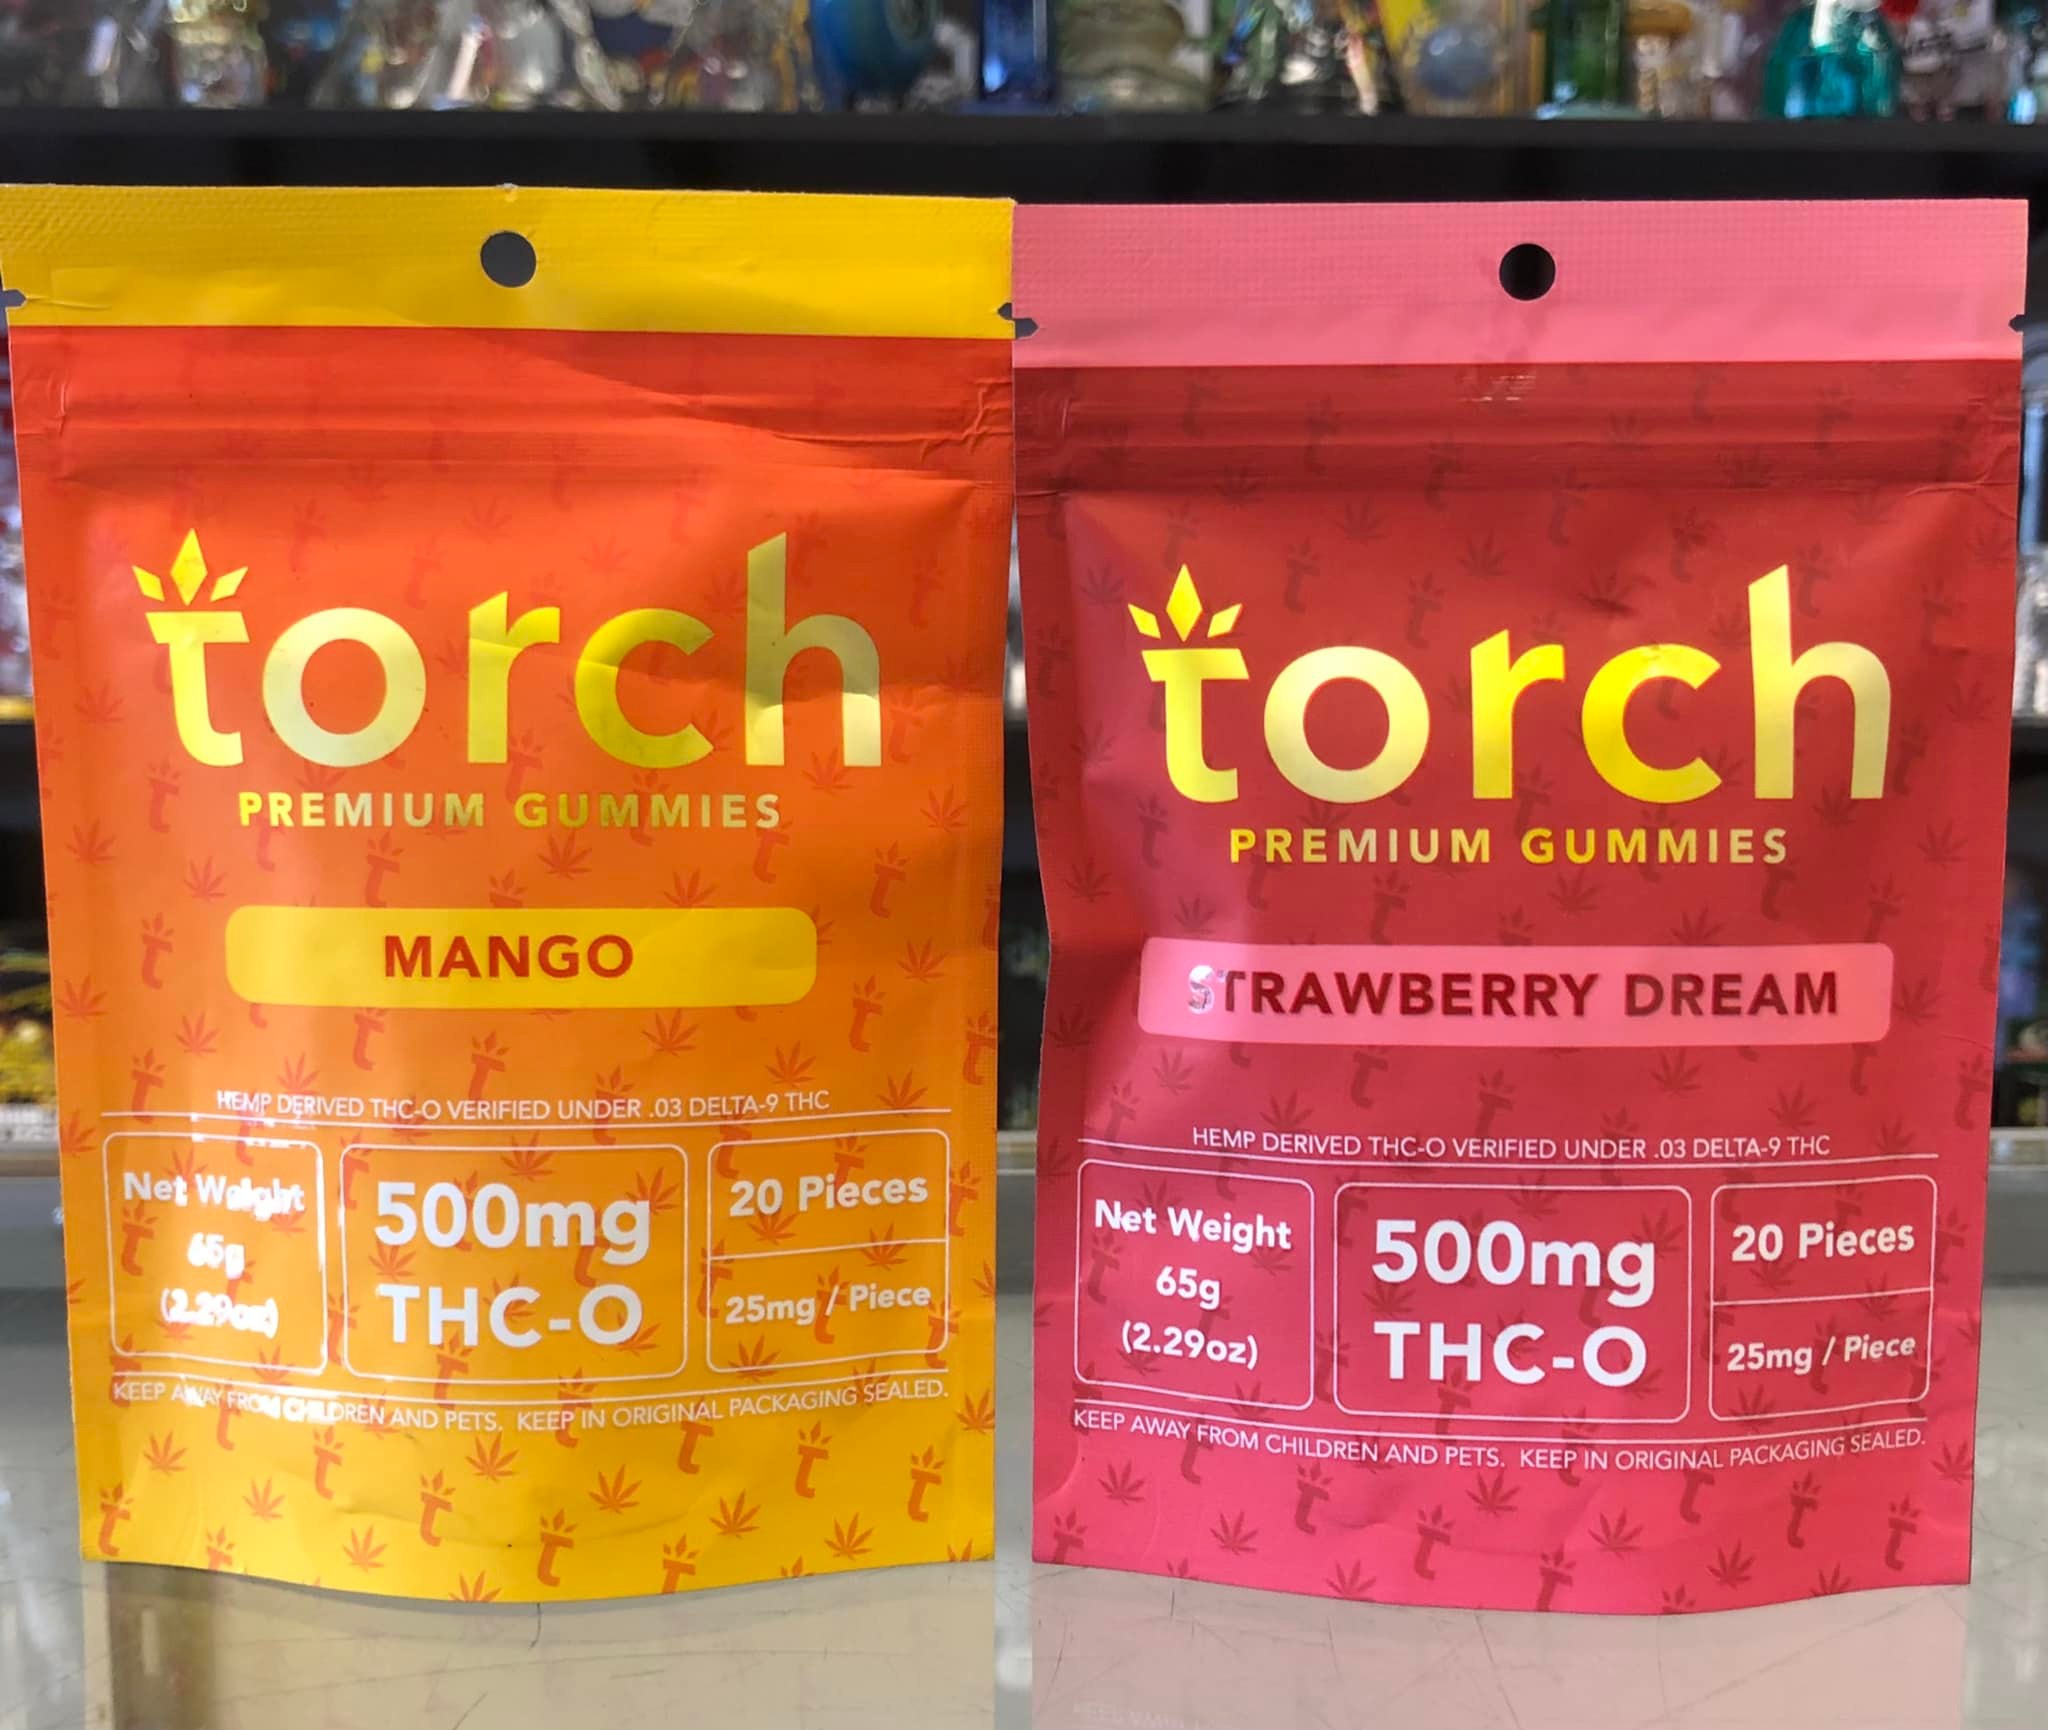 torch
PREMIUM GUMMIES
MANGO
HEMP DERIVED THC-O VERIFIED UNDER .03 DELTA-9 THC
Net Weight
65g
(2.29oz)
500mg
THC-O
20 Pieces
25mg / Piece
KEEP AWAY FROM CHILDREN AND PETS. KEEP IN ORIGINAL PACKAGING SEALED.
torch
PREMIUM GUMMIES
STRAWBERRY DREAM
HEMP DERIVED THC-O VERIFIED UNDER .03 DELTA-9 THC
Net Weight
65g
(2.29oz)
500mg
THC-O
20 Pieces
25mg / Piece
KEEP AWAY FROM CHILDREN AND PETS. KEEP IN ORIGINAL PACKAGING SEALED.